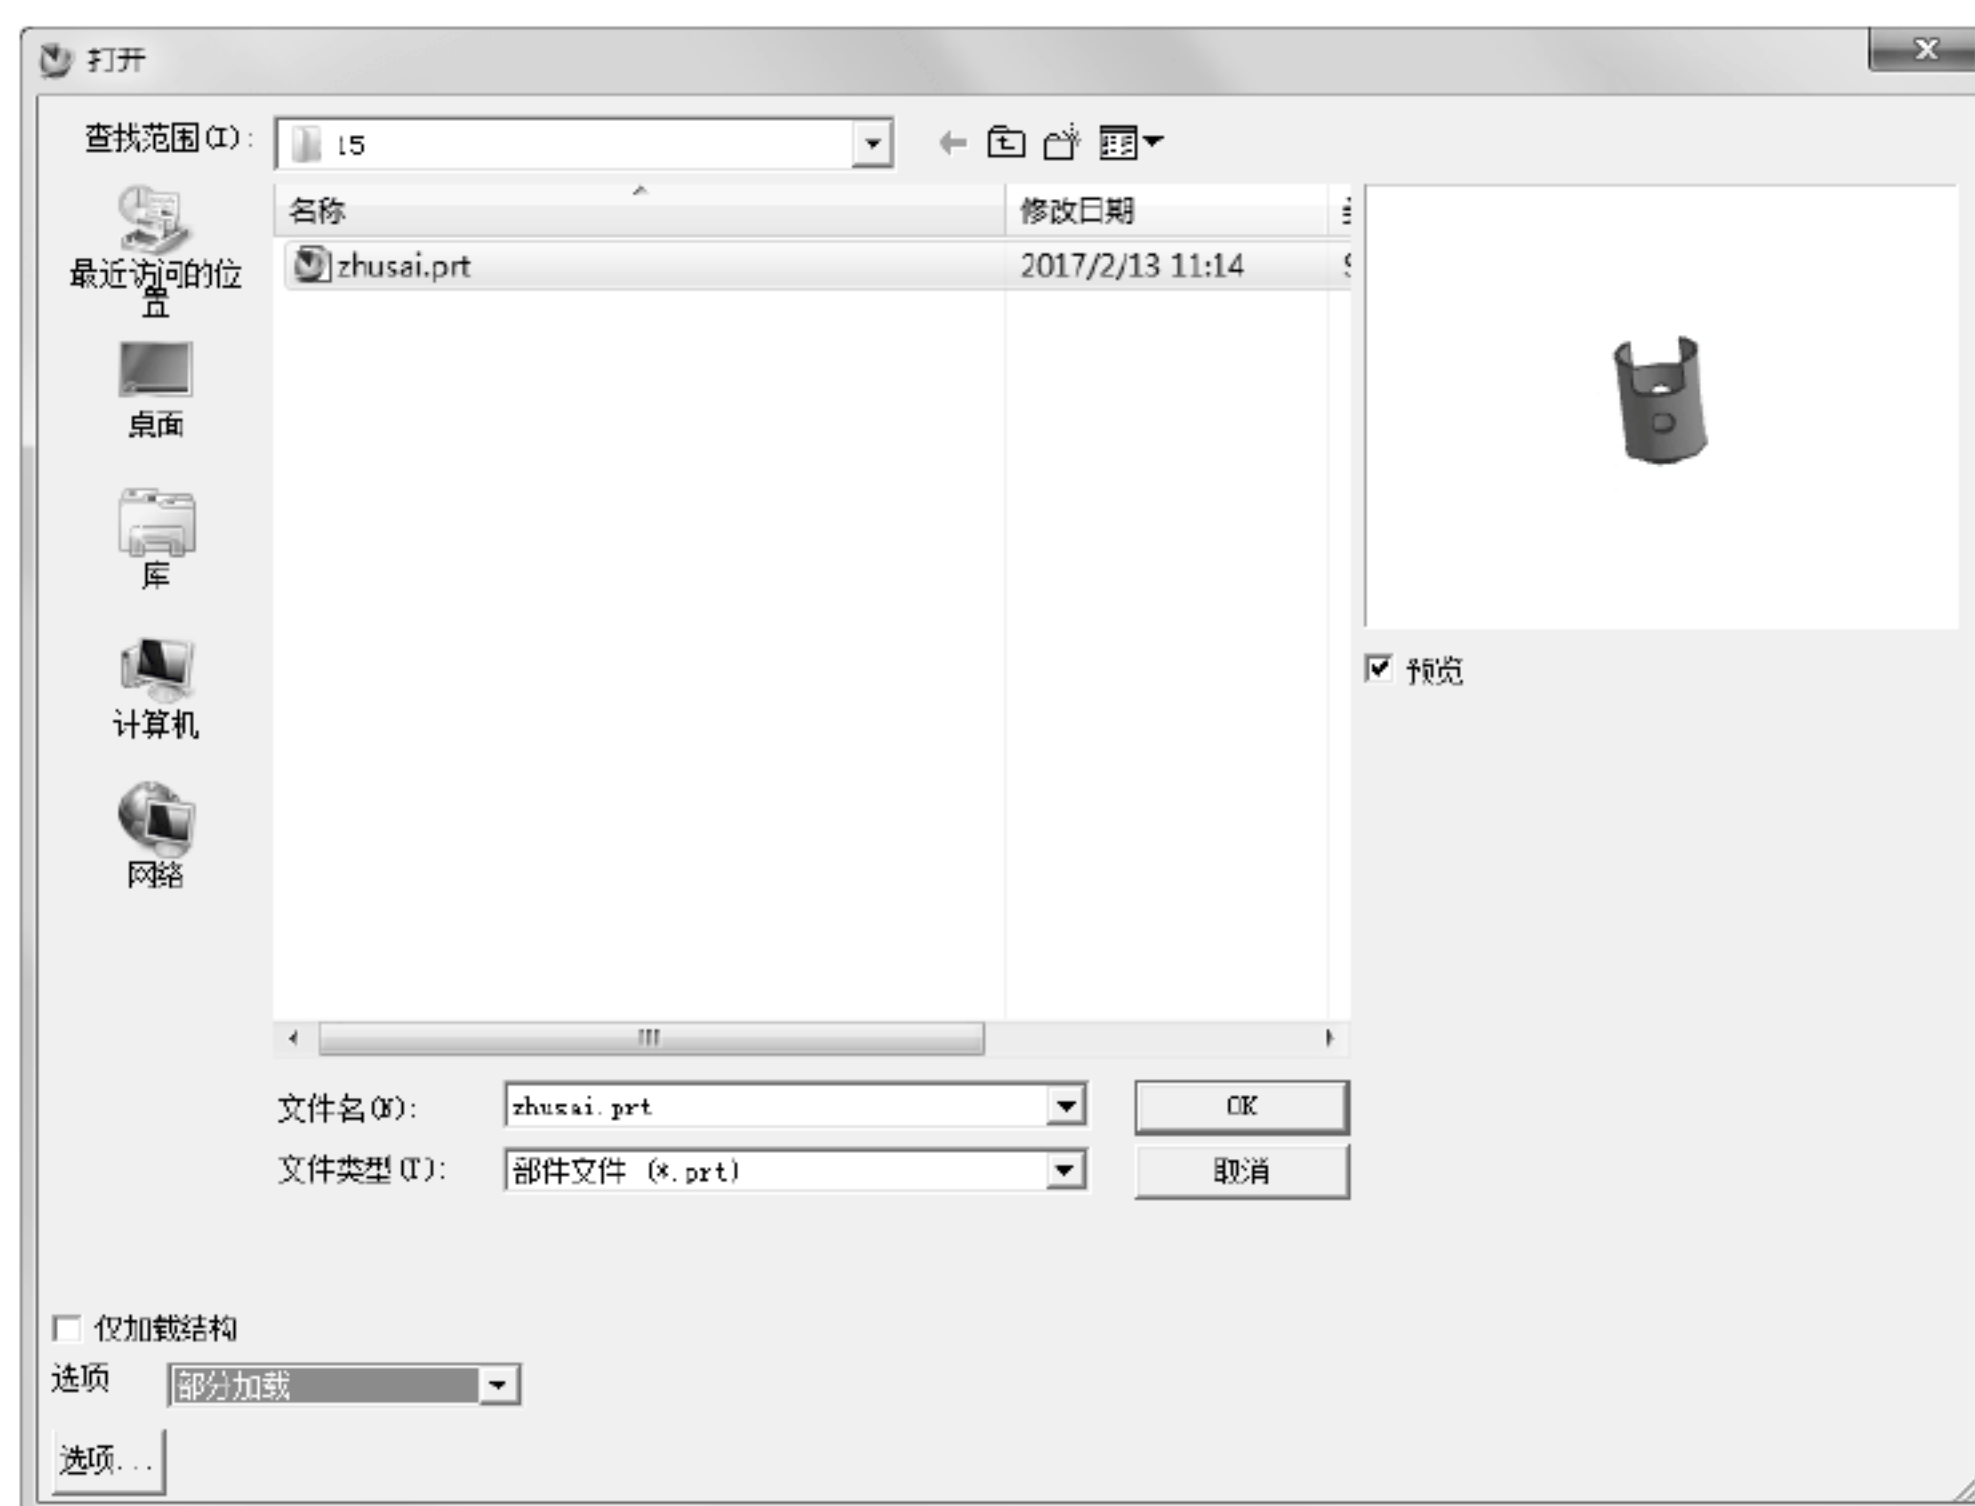 打开
查找范围(I):
15
名称
修改日期
最近访问的位
置
zhusai.prt
2017/2/13 11:14
桌面
库
计算机
网络
预览
文件名(N):
zhusai.prt
OK
文件类型(T):
部件文件 (*.prt)
取消
仅加载结构
选项
部分加载
选项...